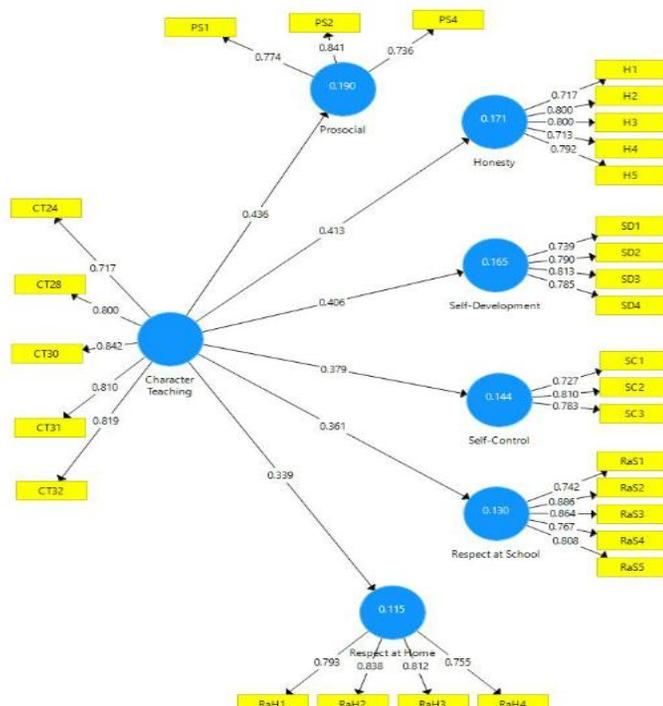 PS1
PS2
PS4
0.774
0.841
0.736
0.190
Prosocial
H1
H2
H3
H4
H5
0.717
0.800
0.800
0.713
0.792
0.171
Honesty
CT24
CT28
CT30
CT31
CT32
0.717
0.800
0.842
0.810
0.819
Character
Teaching
0.436
0.413
0.406
0.379
0.361
0.339
SD1
SD2
SD3
SD4
0.739
0.790
0.813
0.785
0.165
Self-Development
SC1
SC2
SC3
0.727
0.810
0.783
0.144
Self-Control
RaS1
RaS2
RaS3
RaS4
RaS5
0.742
0.886
0.864
0.767
0.808
0.130
Respect at School
0.115
Respect at Home
0.793
0.838
0.812
0.755
RaH1
RaH2
RaH3
RaH4